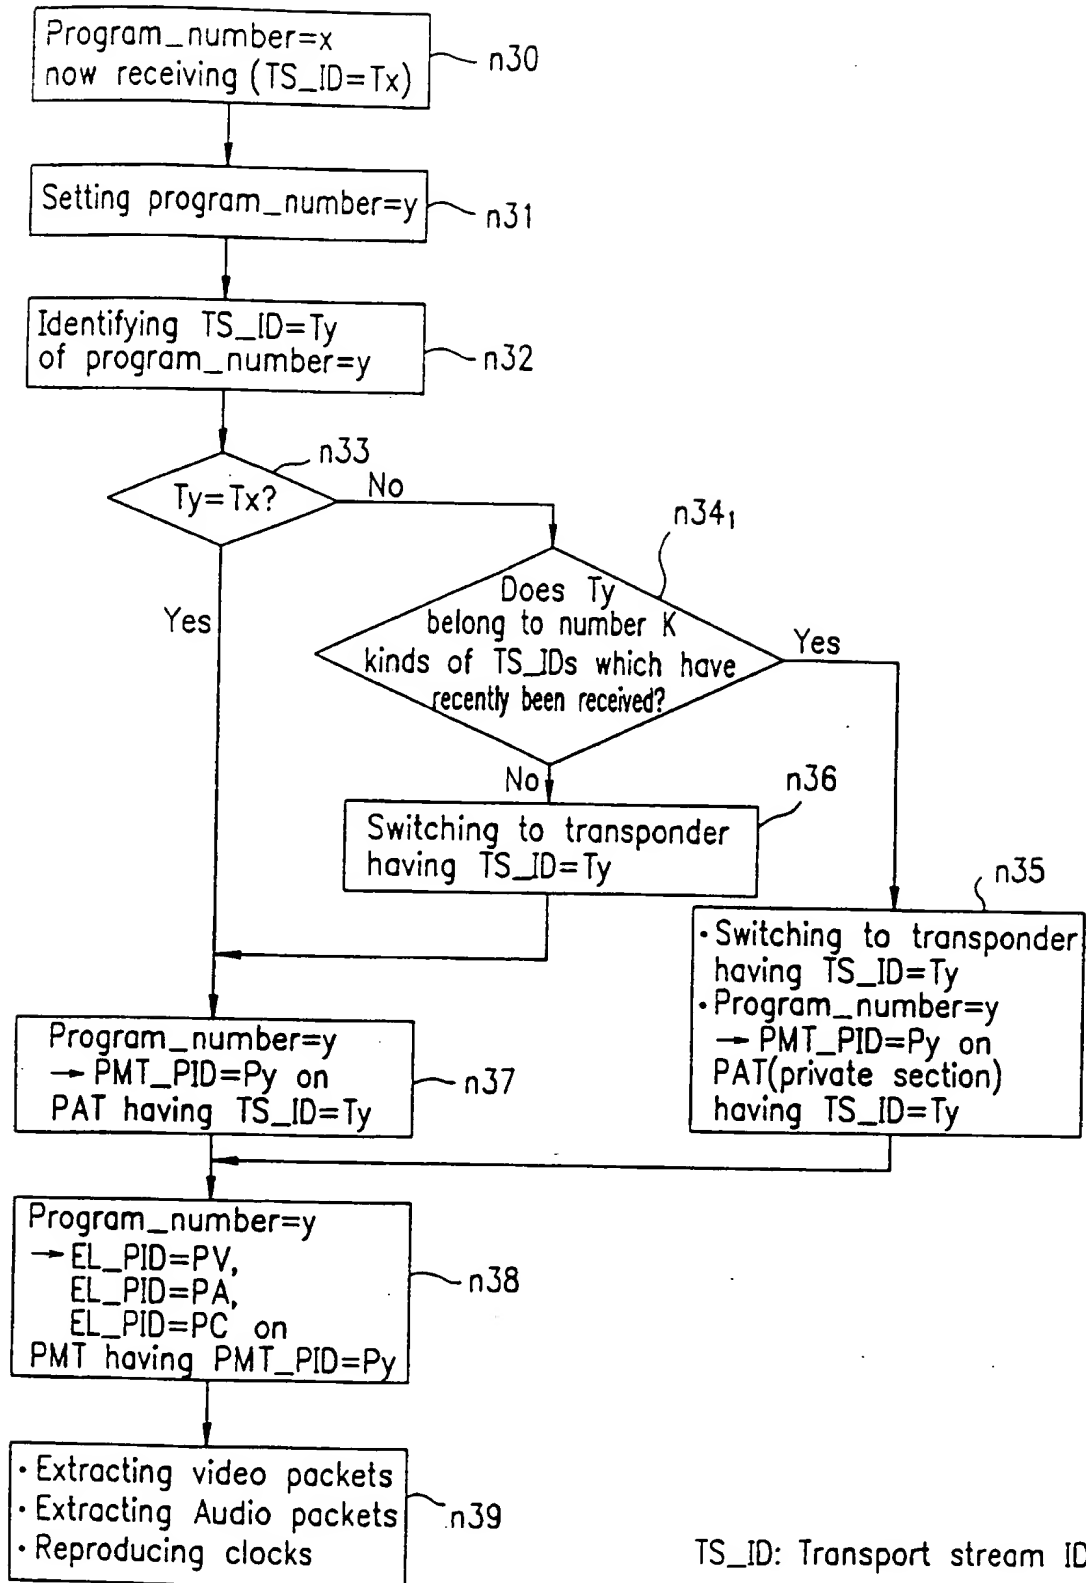 Program_number=x
now receiving (TS_ID=Tx)
n30
Setting program_number=y
n31
Identifying TS_ID=Ty
of program_number=y
n32
n33
Ty=Tx?
No
Yes
n34₁
Does Ty
belong to number K
kinds of TS_IDs which have
recently been received?
Yes
No
n36
Switching to transponder
having TS_ID=Ty
n35
・Switching to transponder
having TS_ID=Ty
・Program_number=y
→ PMT_PID=Py on
PAT(private section)
having TS_ID=Ty
Program_number=y
→ PMT_PID=Py on
PAT having TS_ID=Ty
n37
Program_number=y
→ EL_PID=PV,
EL_PID=PA,
EL_PID=PC on
PMT having PMT_PID=Py
n38
・Extracting video packets
・Extracting Audio packets
・Reproducing clocks
n39
TS_ID: Transport stream ID